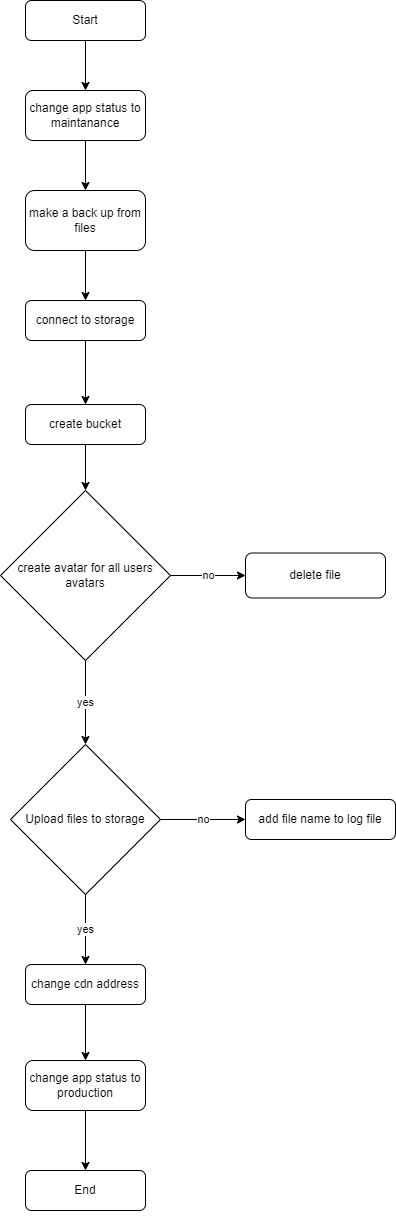 Start
change app status to
maintanance
make a back up from
files
connect to storage
create bucket
create avatar for all users
avatars
no
delete file
yes
Upload files to storage
no
add file name to log file
yes
change cdn address
change app status to
production
End